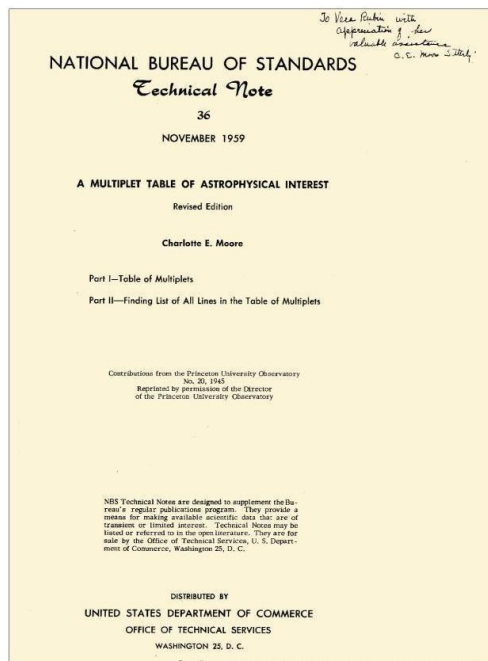 To Vera Rubin with
appreciation of her
valuable assistance
C. E. Moore Sitterly
NATIONAL BUREAU OF STANDARDS
Technical Note
36
NOVEMBER 1959
A MULTIPLET TABLE OF ASTROPHYSICAL INTEREST
Revised Edition
Charlotte E. Moore
Part I—Table of Multiplets
Part II—Finding List of All Lines in the Table of Multiplets
Contributions from the Princeton University Observatory
No. 20, 1945
Reprinted by permission of the Director
of the Princeton University Observatory
NBS Technical Notes are designed to supplement the Bu-
reau's regular publications program. They provide a
means for making available scientific data that are of
transient or limited interest. Technical Notes may be
listed or referred to in the open literature. They are for
sale by the Office of Technical Services, U. S. Depart-
ment of Commerce, Washington 25, D. C.
DISTRIBUTED BY
UNITED STATES DEPARTMENT OF COMMERCE
OFFICE OF TECHNICAL SERVICES
WASHINGTON 25, D. C.